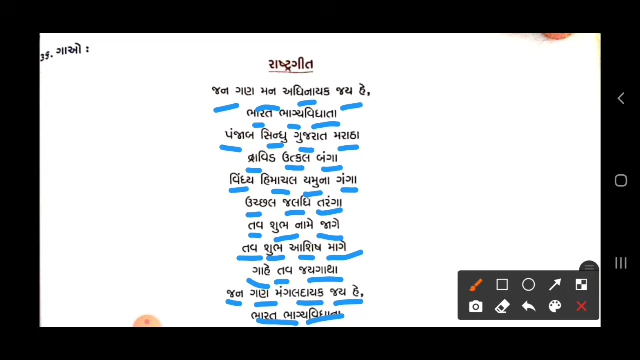 ૩૬. ગાઓ :
રાષ્ટ્રગીત
જન ગણ મન અધિનાયક જય હે,
ભારત ભાગ્યવિધાતા
પંજાબ સિન્ધુ ગુજરાત મરાઠા
દ્રાવિડ ઉત્કલ બંગા
વિંધ્ય હિમાચલ યમુના ગંગા
ઉચ્છલ જલધિ તરંગા
તવ શુભ નામે જાગે
તવ શુભ આશિષ માગે
ગાહે તવ જયગાથા
જન ગણ મંગલદાયક જય હે,
ભારત ભાગ્યવિધાતા